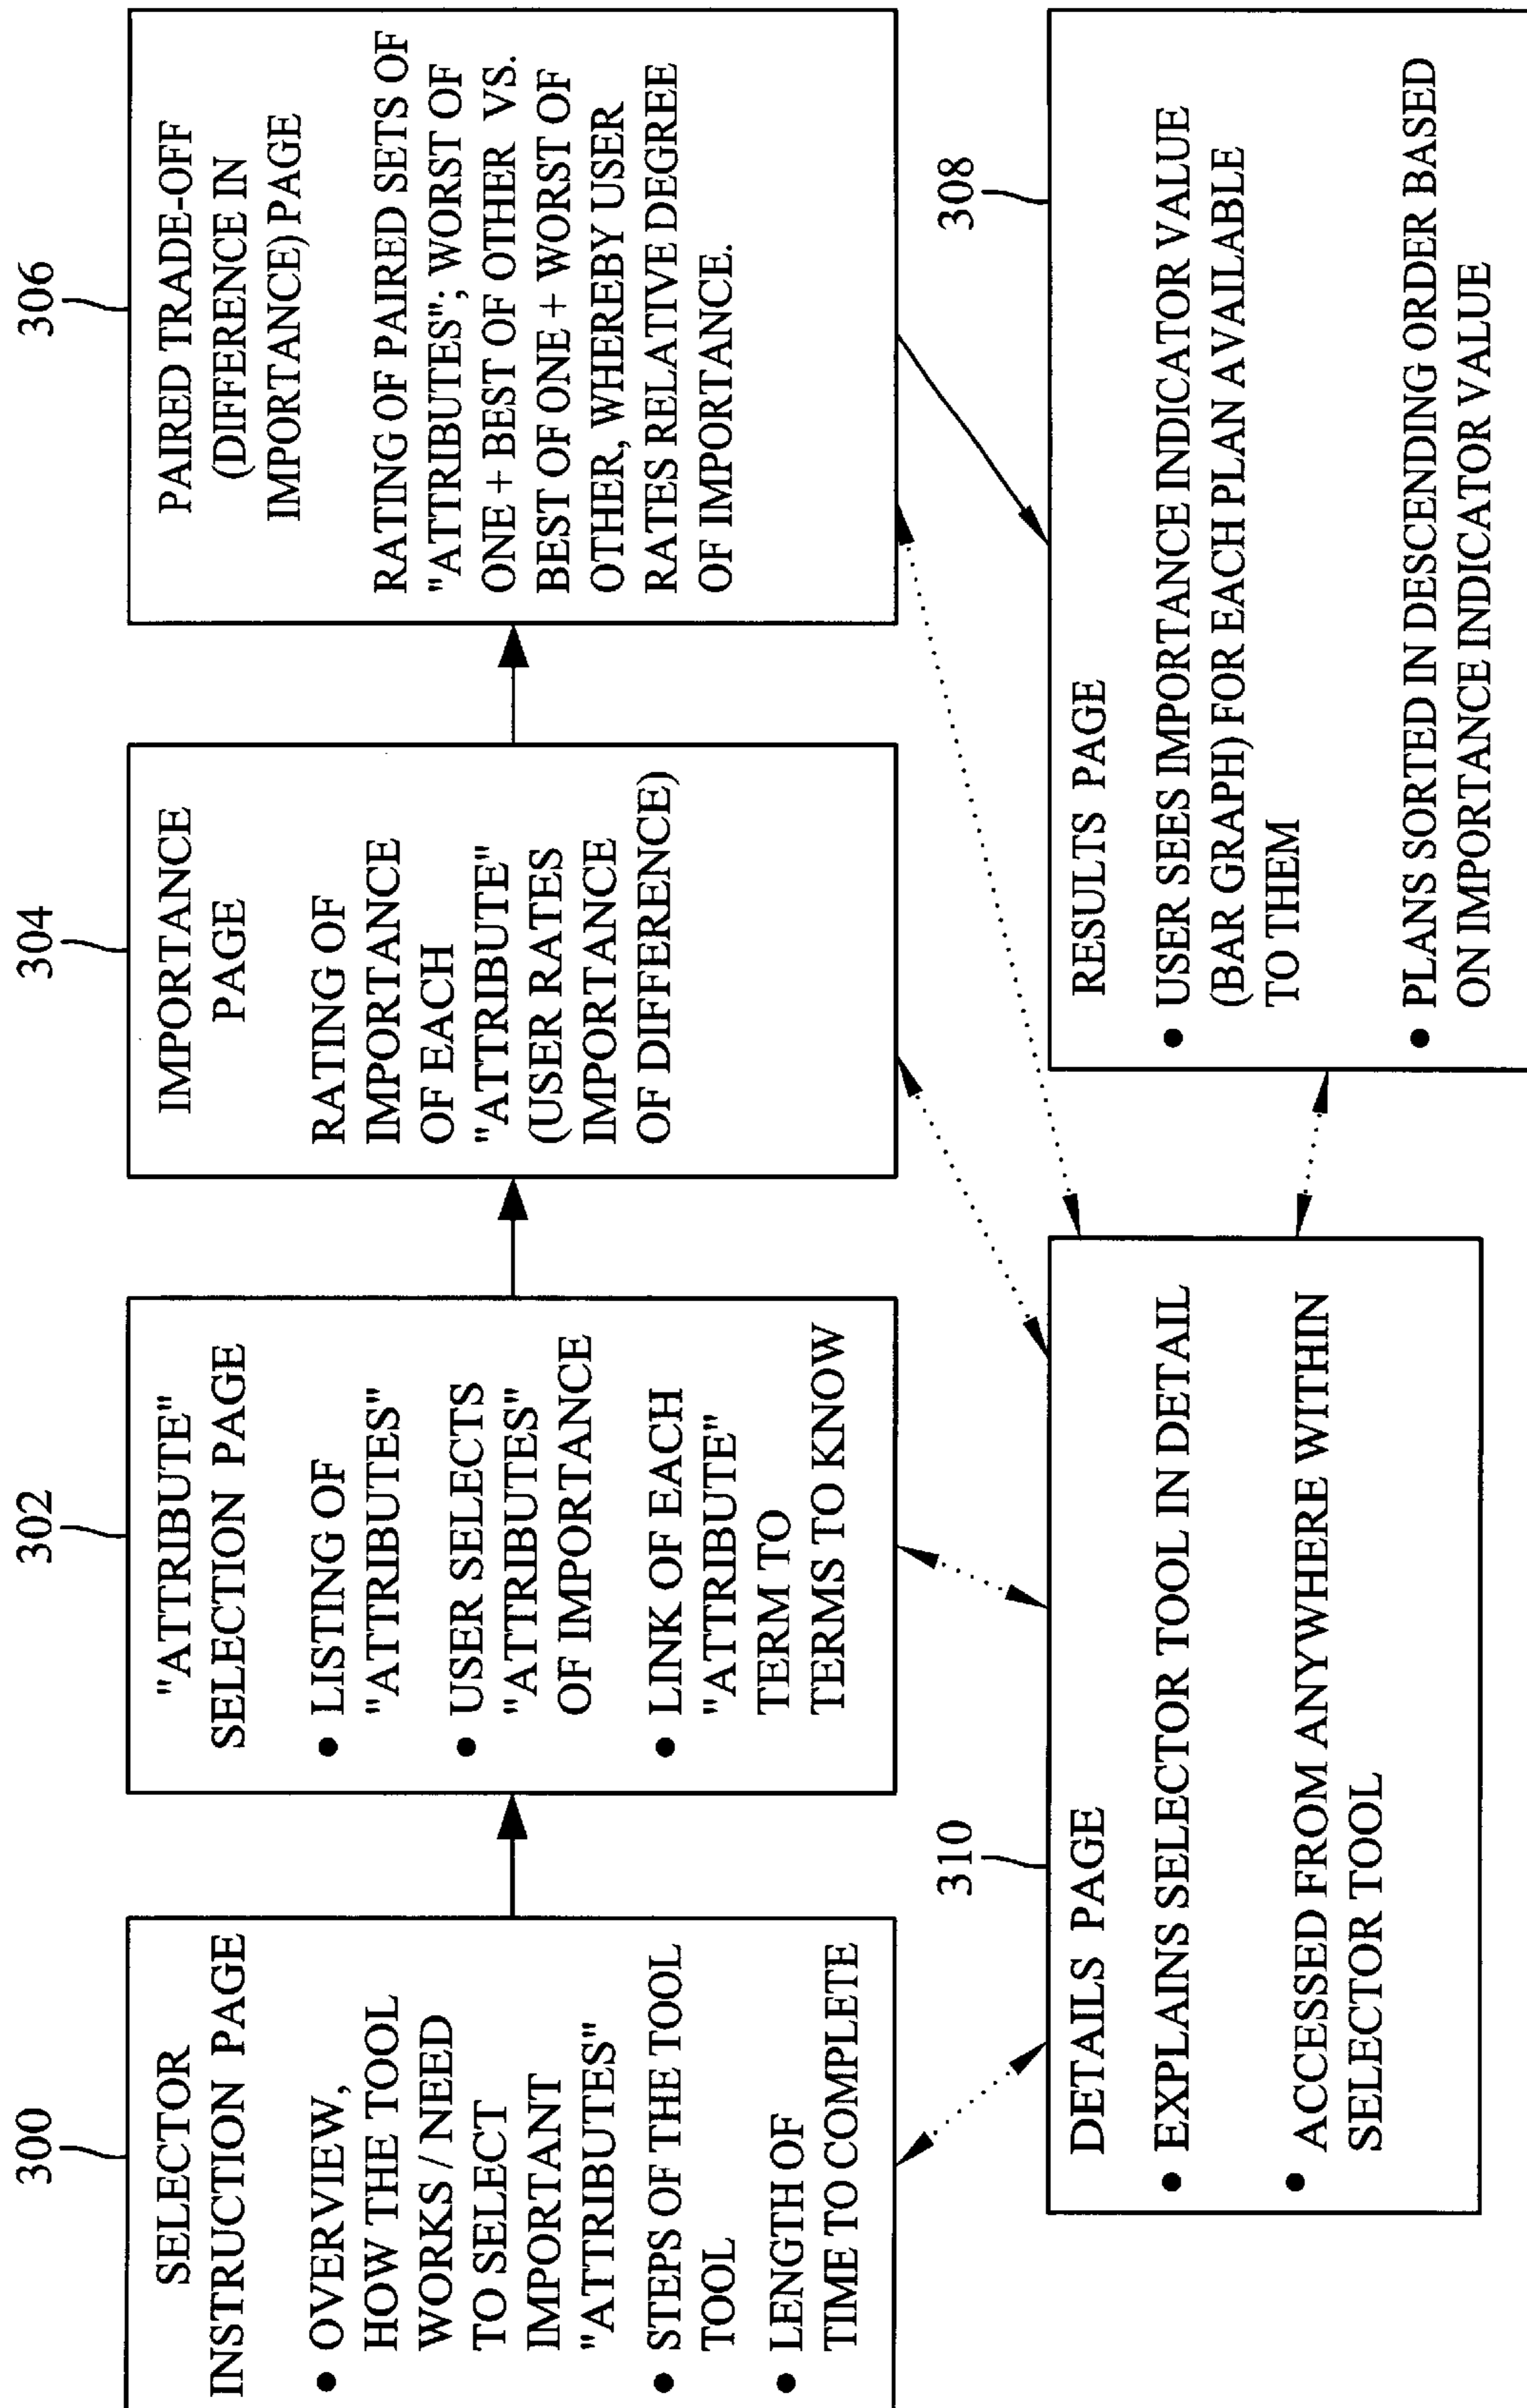 300
SELECTOR
INSTRUCTION PAGE
• OVERVIEW,
HOW THE TOOL
WORKS / NEED
TO SELECT
IMPORTANT
"ATTRIBUTES"
• STEPS OF THE TOOL
TOOL
• LENGTH OF
TIME TO COMPLETE
302
"ATTRIBUTE"
SELECTION PAGE
• LISTING OF
"ATTRIBUTES"
• USER SELECTS
"ATTRIBUTES"
OF IMPORTANCE
• LINK OF EACH
"ATTRIBUTE"
TERM TO
TERMS TO KNOW
304
IMPORTANCE
PAGE
RATING OF
IMPORTANCE
OF EACH
"ATTRIBUTE"
(USER RATES
IMPORTANCE
OF DIFFERENCE)
306
PAIRED TRADE-OFF
(DIFFERENCE IN
IMPORTANCE) PAGE
RATING OF PAIRED SETS OF
"ATTRIBUTES"; WORST OF
ONE + BEST OF OTHER VS.
BEST OF ONE + WORST OF
OTHER, WHEREBY USER
RATES RELATIVE DEGREE
OF IMPORTANCE.
310
DETAILS PAGE
• EXPLAINS SELECTOR TOOL IN DETAIL
• ACCESSED FROM ANYWHERE WITHIN
SELECTOR TOOL
308
RESULTS PAGE
• USER SEES IMPORTANCE INDICATOR VALUE
(BAR GRAPH) FOR EACH PLAN AVAILABLE
TO THEM
• PLANS SORTED IN DESCENDING ORDER BASED
ON IMPORTANCE INDICATOR VALUE